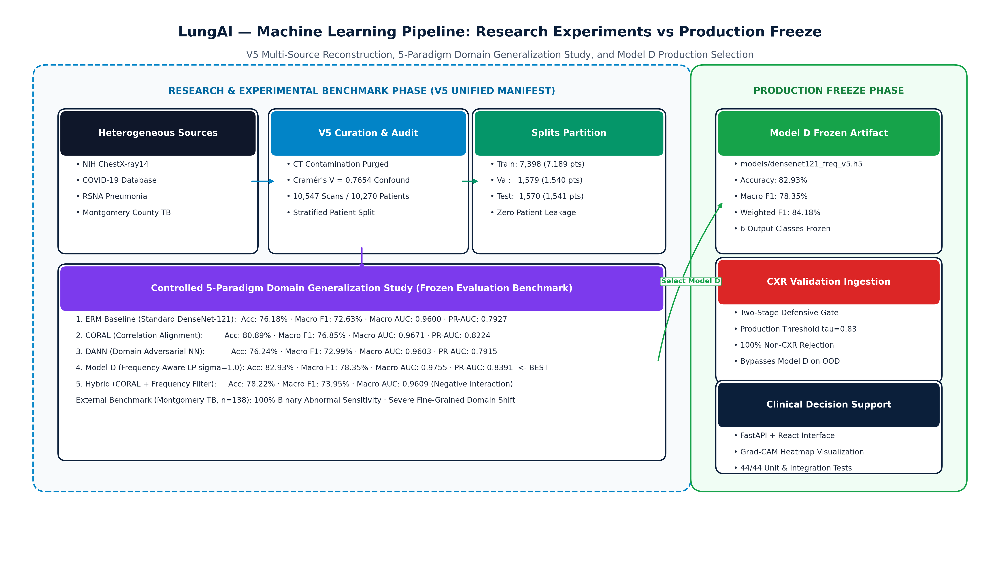 LungAI — Machine Learning Pipeline: Research Experiments vs Production Freeze
V5 Multi-Source Reconstruction, 5-Paradigm Domain Generalization Study, and Model D Production Selection
RESEARCH & EXPERIMENTAL BENCHMARK PHASE (V5 UNIFIED MANIFEST)
Heterogeneous Sources
• NIH ChestX-ray14
• COVID-19 Database
• RSNA Pneumonia
• Montgomery County TB
V5 Curation & Audit
• CT Contamination Purged
• Cramér's V = 0.7654 Confound
• 10,547 Scans / 10,270 Patients
• Stratified Patient Split
Splits Partition
• Train: 7,398 (7,189 pts)
• Val: 1,579 (1,540 pts)
• Test: 1,570 (1,541 pts)
• Zero Patient Leakage
Controlled 5-Paradigm Domain Generalization Study (Frozen Evaluation Benchmark)
1. ERM Baseline (Standard DenseNet-121): Acc: 76.18% · Macro F1: 72.63% · Macro AUC: 0.9600 · PR-AUC: 0.7927
2. CORAL (Correlation Alignment): Acc: 80.89% · Macro F1: 76.85% · Macro AUC: 0.9671 · PR-AUC: 0.8224
3. DANN (Domain Adversarial NN): Acc: 76.24% · Macro F1: 72.99% · Macro AUC: 0.9603 · PR-AUC: 0.7915
4. Model D (Frequency-Aware LP sigma=1.0): Acc: 82.93% · Macro F1: 78.35% · Macro AUC: 0.9755 · PR-AUC: 0.8391 <- BEST
5. Hybrid (CORAL + Frequency Filter): Acc: 78.22% · Macro F1: 73.95% · Macro AUC: 0.9609 (Negative Interaction)
External Benchmark (Montgomery TB, n=138): 100% Binary Abnormal Sensitivity · Severe Fine-Grained Domain Shift
Select Model D
PRODUCTION FREEZE PHASE
Model D Frozen Artifact
• models/densenet121_freq_v5.h5
• Accuracy: 82.93%
• Macro F1: 78.35%
• Weighted F1: 84.18%
• 6 Output Classes Frozen
CXR Validation Ingestion
• Two-Stage Defensive Gate
• Production Threshold tau=0.83
• 100% Non-CXR Rejection
• Bypasses Model D on OOD
Clinical Decision Support
• FastAPI + React Interface
• Grad-CAM Heatmap Visualization
• 44/44 Unit & Integration Tests